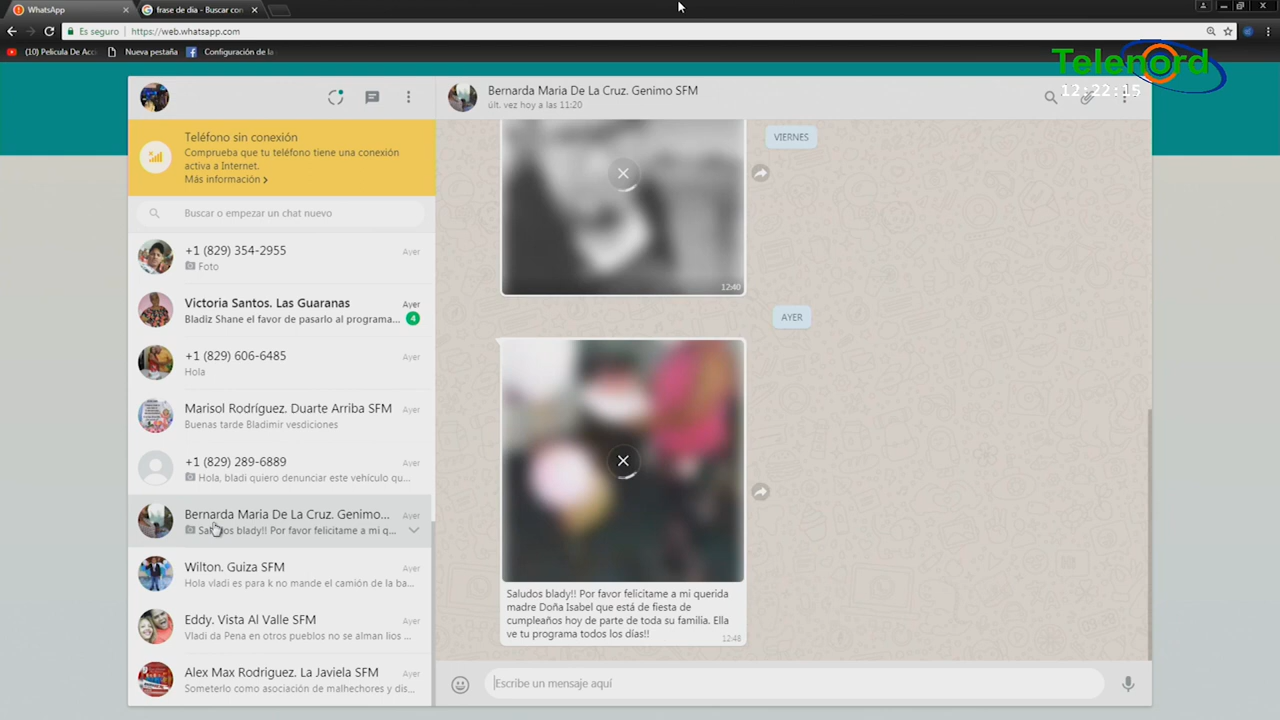 WhatsApp
frase de dia - Buscar con
Es seguro
https://web.whatsapp.com
(10) Pelicula De Acc
Nueva pestaña
Configuración de la
Telenord
12:22:15
Teléfono sin conexión
Comprueba que tu teléfono tiene una conexión
activa a Internet.
Más información
Buscar o empezar un chat nuevo
+1 (829) 354-2955
Ayer
Foto
Victoria Santos. Las Guaranas
Ayer
Bladiz Shane el favor de pasarlo al programa...
4
+1 (829) 606-6485
Ayer
Hola
Marisol Rodríguez. Duarte Arriba SFM
Ayer
Buenas tarde Bladimir vesdiciones
+1 (829) 289-6889
Ayer
Hola, bladi quiero denunciar este vehículo qu...
Bernarda Maria De La Cruz. Genimo...
Ayer
Saludos blady!! Por favor felicitame a mi q...
Wilton. Guiza SFM
Ayer
Hola vladi es para k no mande el camión de la ba...
Eddy. Vista Al Valle SFM
Ayer
Vladi da Pena en otros pueblos no se alman lios ...
Alex Max Rodriguez. La Javiela SFM
Ayer
Someterlo como asociación de malhechores y dis...
Bernarda Maria De La Cruz. Genimo SFM
últ. vez hoy a las 11:20
VIERNES
12:40
AYER
Saludos blady!! Por favor felicitame a mi querida
madre Doña Isabel que está de fiesta de
cumpleaños hoy de parte de toda su familia. Ella
ve tu programa todos los días!!
12:48
Escribe un mensaje aquí